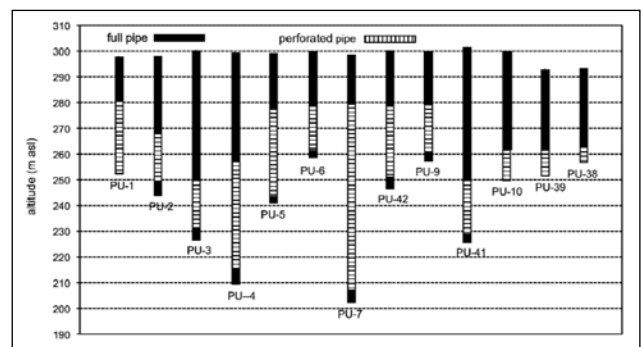 full pipe perforated pipe
altitude (m asl)
310
300
290
280
270
260
250
240
230
220
210
200
190
PU-1
PU-2
PU-3
PU--4
PU-5
PU-6
PU-7
PU-42
PU-9
PU-41
PU-10
PU-39
PU-38